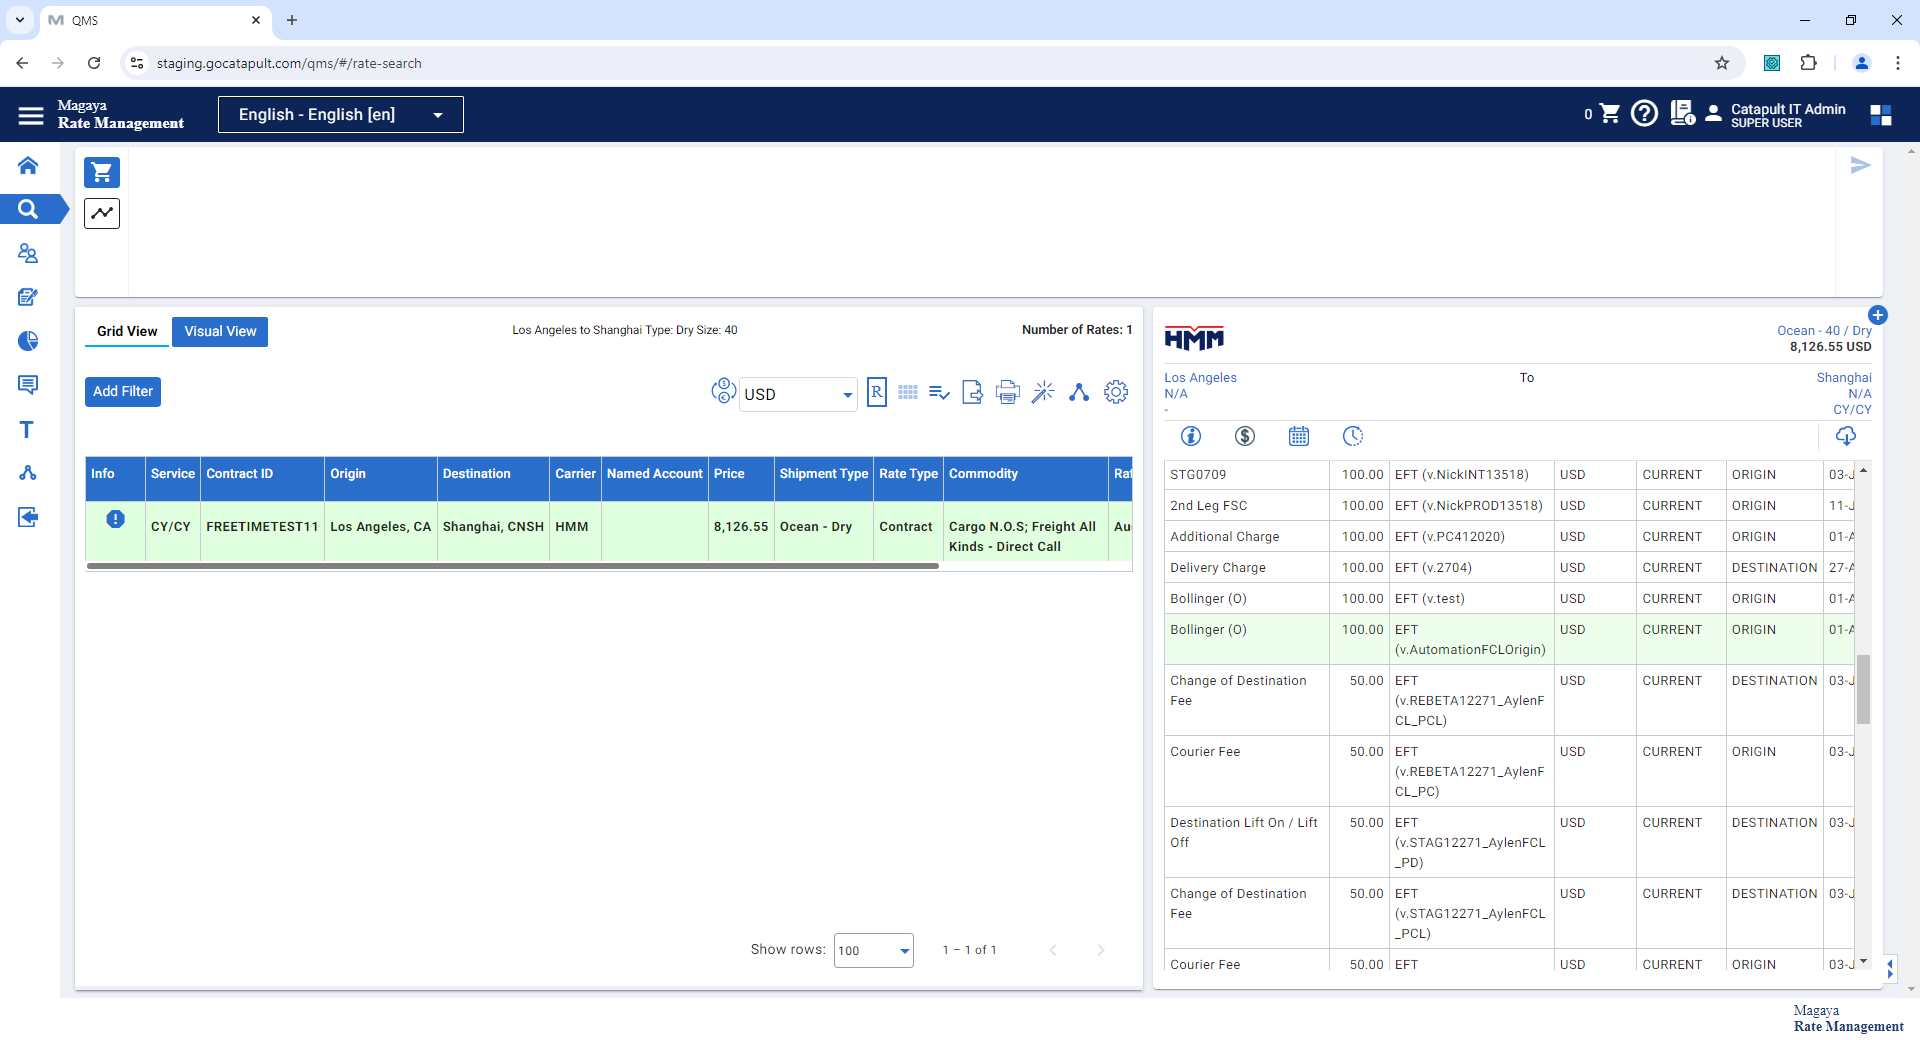 QMS
staging.gocatapult.com/qms/#/rate-search
Magaya
Rate Management
English - English [en]
0
Catapult IT Admin
SUPER USER
Grid View
Visual View
Los Angeles to Shanghai Type: Dry Size: 40
Number of Rates: 1
Add Filter
USD
R
Info Service Contract ID Origin Destination Carrier Named Account Price Shipment Type Rate Type Commodity Rat
CY/CY FREETIMETEST11 Los Angeles, CA Shanghai, CNSH HMM 8,126.55 Ocean - Dry Contract Cargo N.O.S; Freight All Au
Kinds - Direct Call
Show rows: 100 1 – 1 of 1
HMM
Ocean - 40 / Dry
8,126.55 USD
Los Angeles To Shanghai
N/A N/A
- CY/CY
STG0709 100.00 EFT (v.NickINT13518) USD CURRENT ORIGIN 03-J
2nd Leg FSC 100.00 EFT (v.NickPROD13518) USD CURRENT ORIGIN 11-J
Additional Charge 100.00 EFT (v.PC412020) USD CURRENT ORIGIN 01-A
Delivery Charge 100.00 EFT (v.2704) USD CURRENT DESTINATION 27-A
Bollinger (O) 100.00 EFT (v.test) USD CURRENT ORIGIN 01-A
Bollinger (O) 100.00 EFT USD CURRENT ORIGIN 01-A
(v.AutomationFCLOrigin)
Change of Destination 50.00 EFT USD CURRENT DESTINATION 03-J
Fee (v.REBETA12271_AylenF
CL_PCL)
Courier Fee 50.00 EFT USD CURRENT ORIGIN 03-J
(v.REBETA12271_AylenF
CL_PC)
Destination Lift On / Lift 50.00 EFT USD CURRENT DESTINATION 03-J
Off (v.STAG12271_AylenFCL
_PD)
Change of Destination 50.00 EFT USD CURRENT DESTINATION 03-J
Fee (v.STAG12271_AylenFCL
_PCL)
Courier Fee 50.00 EFT USD CURRENT ORIGIN 03-J
Magaya
Rate Management